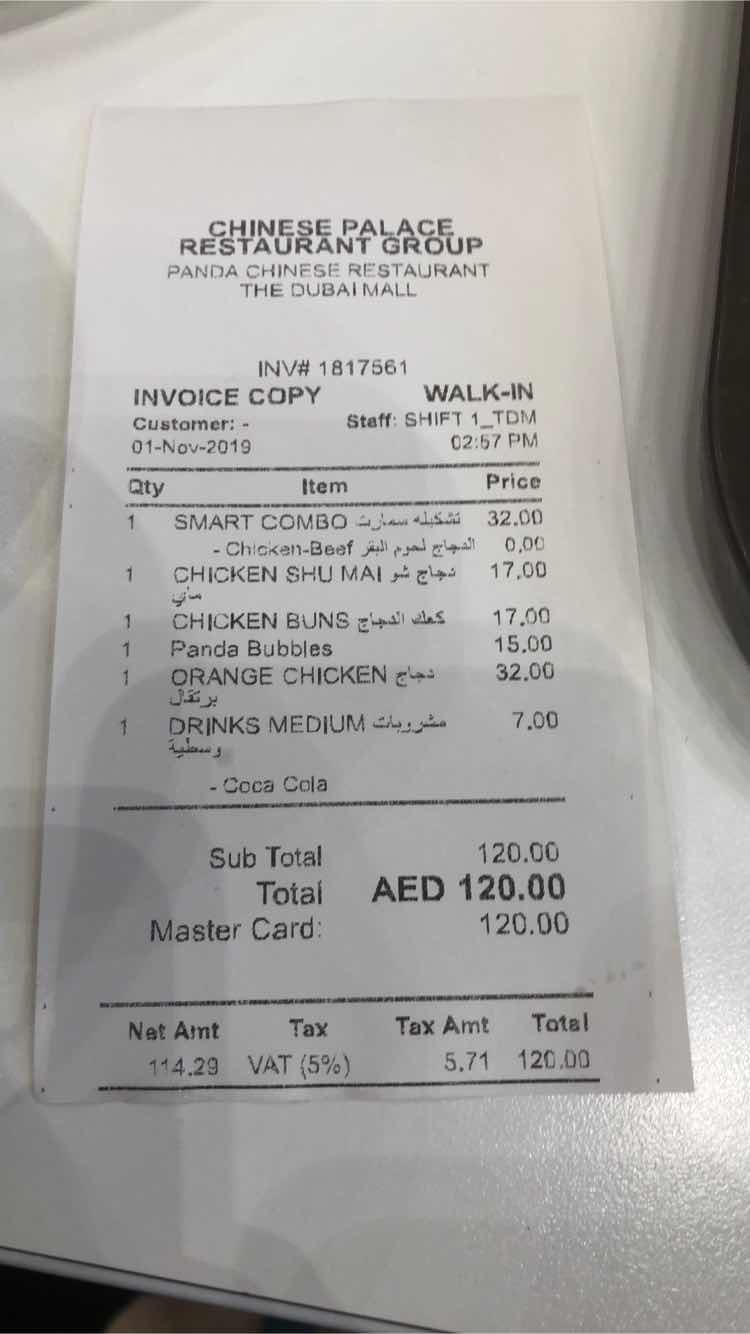 CHINESE PALACE
RESTAURANT GROUP
PANDA CHINESE RESTAURANT
THE DUBAI MALL
INV# 1817561
INVOICE COPY WALK-IN
Customer: - Staff: SHIFT 1_TDM
01-Nov-2019 02:57 PM
Qty Item Price
1 SMART COMBO تشكيله سمارت 32.00
- Chicken-Beef الدجاج لحوم البقر 0.00
1 CHICKEN SHU MAI دجاج شو 17.00
ماي
1 CHICKEN BUNS كعك الدجاج 17.00
1 Panda Bubbles 15.00
1 ORANGE CHICKEN دجاج 32.00
برتقال
1 DRINKS MEDIUM مشروبات 7.00
وسطية
- Coca Cola
Sub Total 120.00
Total AED 120.00
Master Card: 120.00
Net Amt Tax Tax Amt Total
114.29 VAT (5%) 5.71 120.00